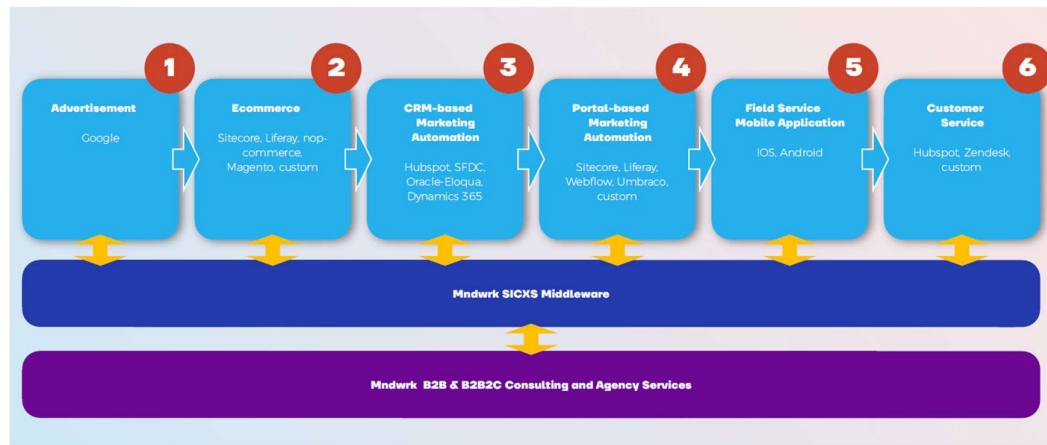 1
Advertisement
Google
2
Ecommerce
Sitecore, Liferay, nop-
commerce,
Magento, custom
3
CRM-based
Marketing
Automation
Hubspot, SFDC,
Oracle-Eloqua,
Dynamics 365
4
Portal-based
Marketing
Automation
Sitecore, Liferay,
Webflow, Umbraco,
custom
5
Field Service
Mobile Application
IOS, Android
6
Customer
Service
Hubspot, Zendesk,
custom
Mndwrk SICXS Middleware
Mndwrk B2B & B2B2C Consulting and Agency Services